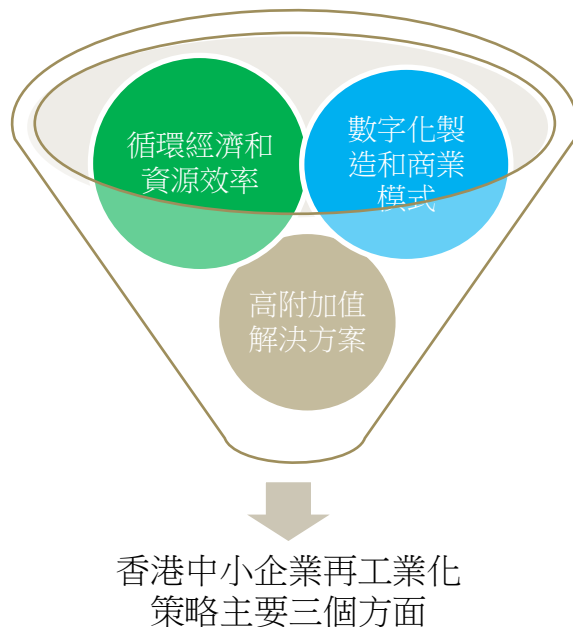 循環經濟和
資源效率
數字化製
造和商業
模式
高附加值
解決方案
香港中小企業再工業化
策略主要三個方面